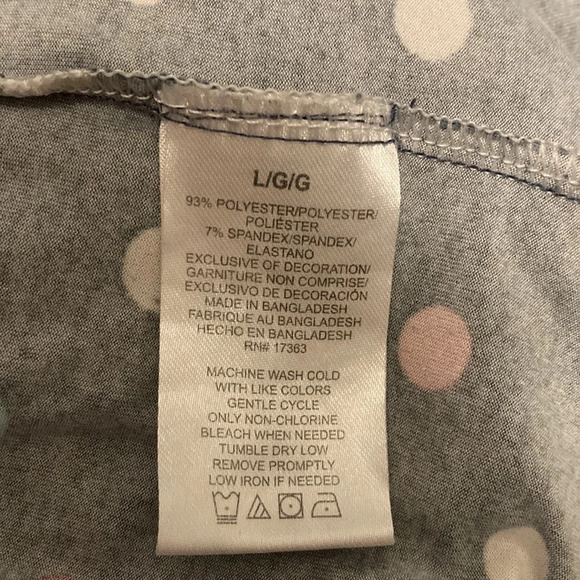 L/G/G
93% POLYESTER/POLYESTER/
POLIÉSTER
7% SPANDEX/SPANDEX/
ELASTANO
EXCLUSIVE OF DECORATION/
GARNITURE NON COMPRISE/
EXCLUSIVO DE DECORACIÓN
MADE IN BANGLADESH
FABRIQUE AU BANGLADESH
HECHO EN BANGLADESH
RN# 17363
MACHINE WASH COLD
WITH LIKE COLORS
GENTLE CYCLE
ONLY NON-CHLORINE
BLEACH WHEN NEEDED
TUMBLE DRY LOW
REMOVE PROMPTLY
LOW IRON IF NEEDED